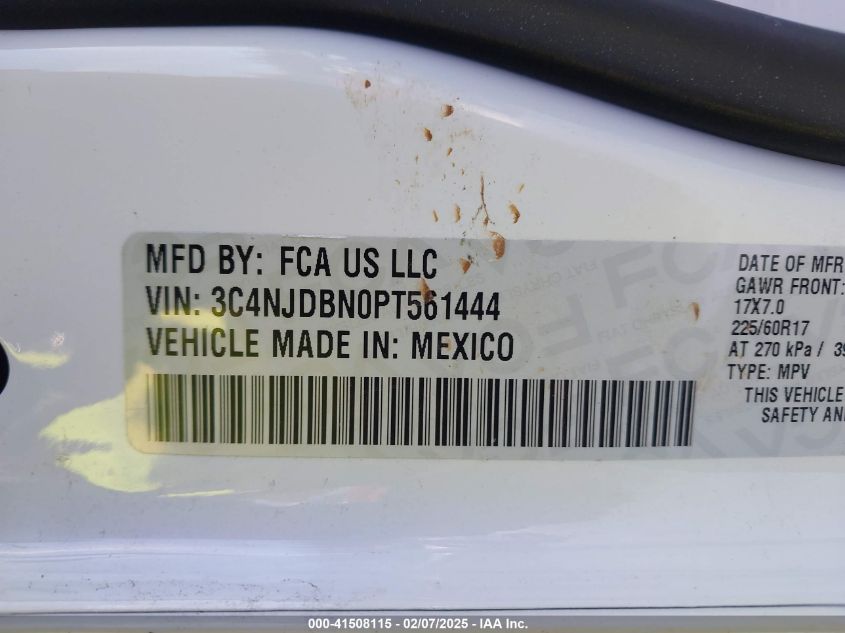 MFD BY: FCA US LLC
VIN: 3C4NJDBN0PT561444
VEHICLE MADE IN: MEXICO
DATE OF MFR
GAWR FRONT:
17X7.0
225/60R17
AT 270 kPa / 39
TYPE: MPV
THIS VEHICLE
SAFETY AN
000-41508115 - 02/07/2025 - IAA Inc.